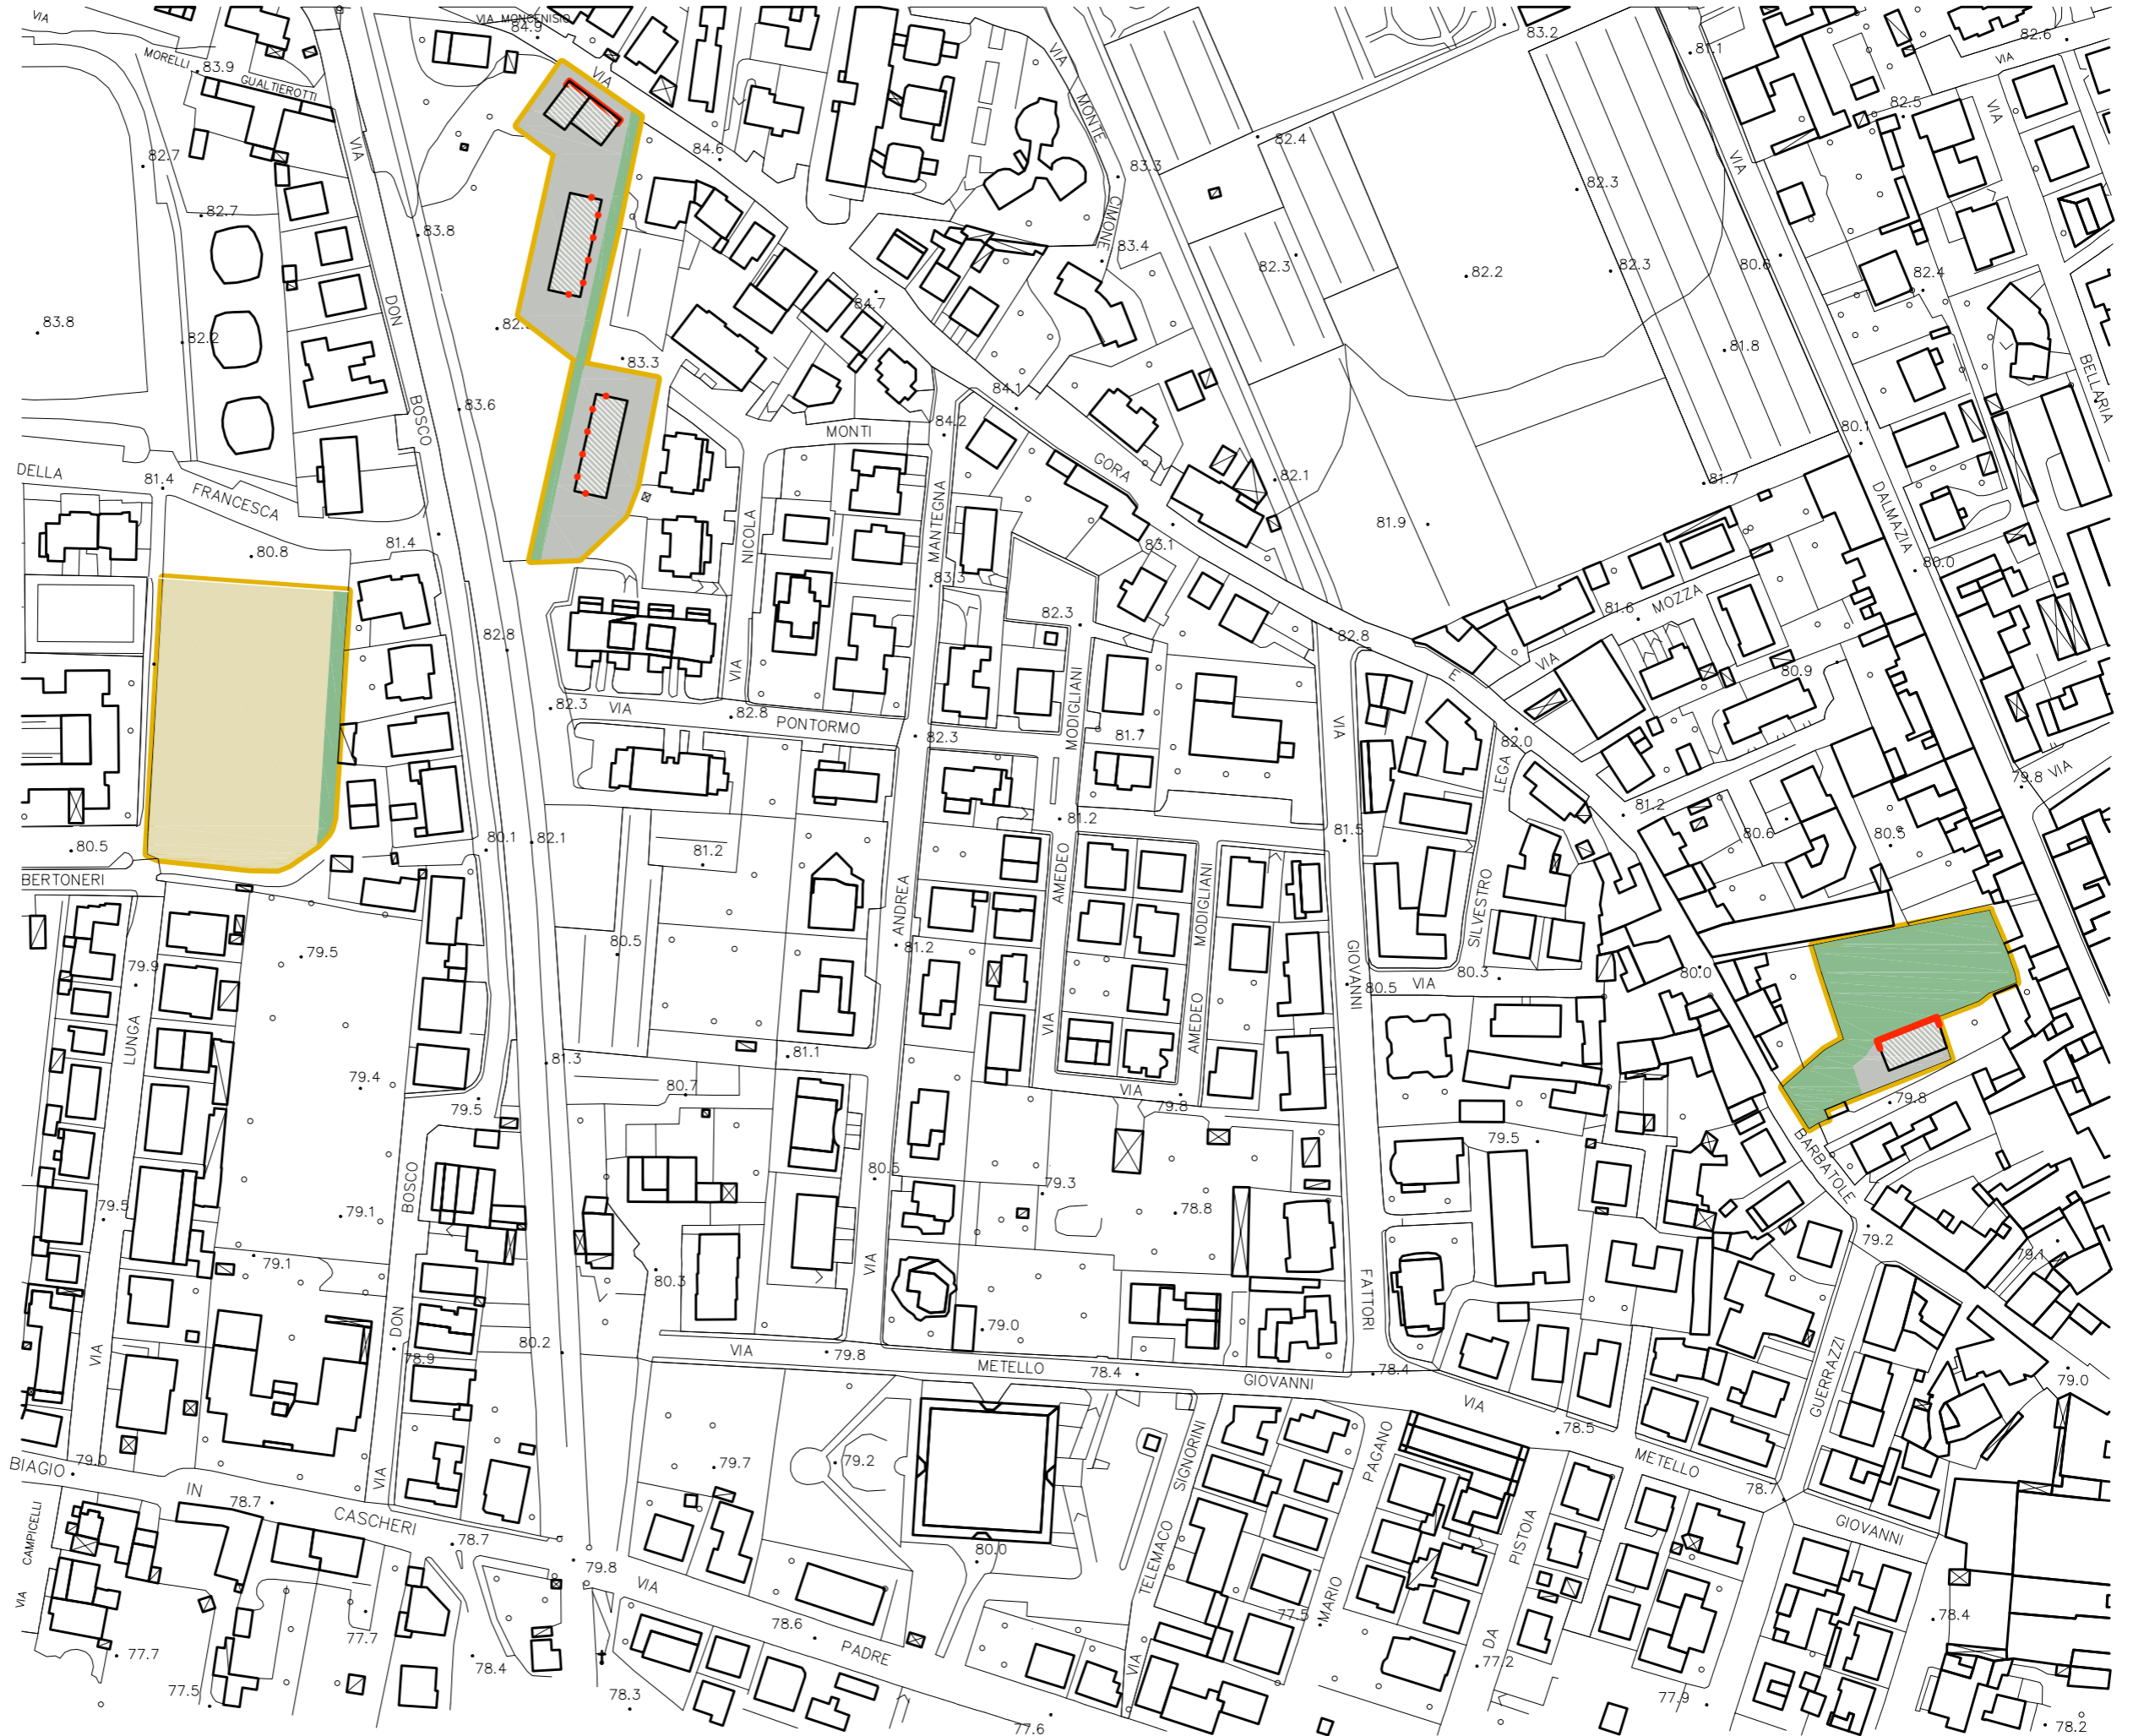 VIA
VIA MONCENISIO
84.9
83.2
81.1
82.6
VIA
MORELLI
83.9
GUALTIEROTTI
VIA
VIA
MONTE
VIA
82.5
VIA
82.7
VIA
84.6
82.4
83.3
82.3
82.7
83.8
CIMONE
83.4
82.3
82.2
82.3
80.6
82.4
DON
84.7
83.8
82.2
82.
83.3
81.8
BELLARIA
83.6
BOSCO
84.1
84.2
MONTI
80.1
DELLA
81.4
FRANCESCA
GORA
82.1
81.7
MANTEGNA
NICOLA
81.9
DALMAZIA
80.8
81.4
83.1
83.3
80.0
82.3
81.6
MOZZA
82.8
82.8
VIA
VIA
E
80.9
MODIGLIANI
82.3
VIA
82.8
PONTORMO
82.3
81.7
VIA
82.0
LEGA
79.8
VIA
81.2
81.2
81.5
80.6
80.5
80.1
82.1
81.2
80.5
BERTONERI
AMEDEO
MODIGLIANI
ANDREA
SILVESTRO
80.5
81.2
79.5
79.9
GIOVANNI
80.3
80.5
VIA
80.0
LUNGA
VIA
AMEDEO
81.3
81.1
79.4
80.7
VIA
79.8
79.5
79.8
79.5
BARBATOLE
BOSCO
80.5
79.3
78.8
79.5
79.1
79.2
79.1
79.1
VIA
80.3
FATTORI
DON
80.2
VIA
79.0
VIA
79.8
METELLO
78.4
GIOVANNI
78.4
78.9
GUERRAZZI
79.0
VIA
78.5
SIGNORINI
PAGANO
METELLO
BIAGIO
79.0
VIA
79.7
79.2
78.7
IN
78.7
CASCHERI
PISTOIA
GIOVANNI
CAMPICELLI
78.7
79.8
80.0
VIA
VIA
TELEMACO
MARIO
77.5
78.4
77.7
78.6
PADRE
DA
77.7
78.4
VIA
77.2
77.5
78.3
77.6
77.9
78.2